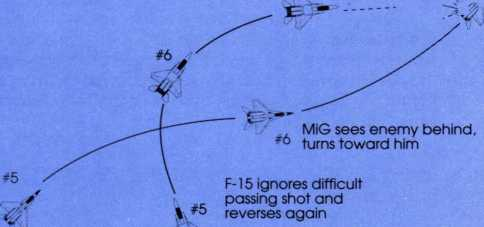 #6
#6
MiG sees enemy behind,
turns toward him
#5
#5
F-15 ignores difficult
passing shot and
reverses again